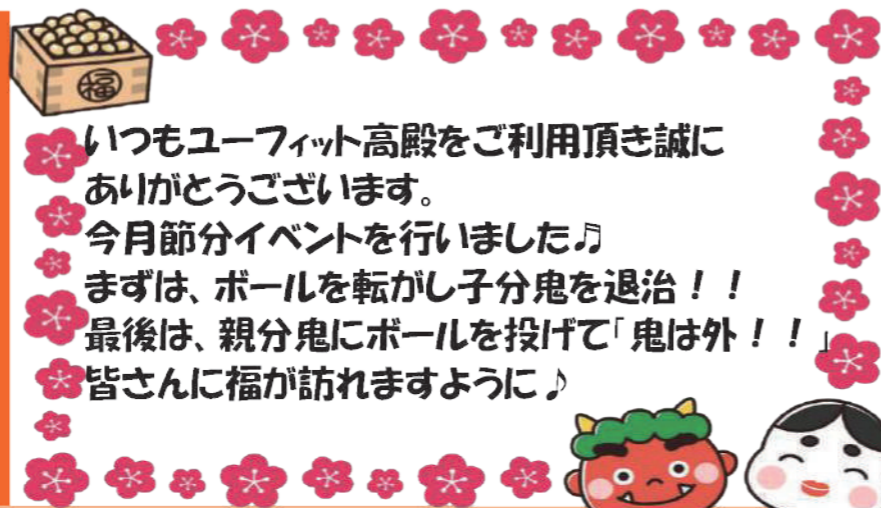 福
いつもユーフィット高殿をご利用頂き誠に
ありがとうございます。
今月節分イベントを行いました♫
まずは、ボールを転がし子分鬼を退治！！
最後は、親分鬼にボールを投げて「鬼は外！！」
皆さんに福が訪れますように♪